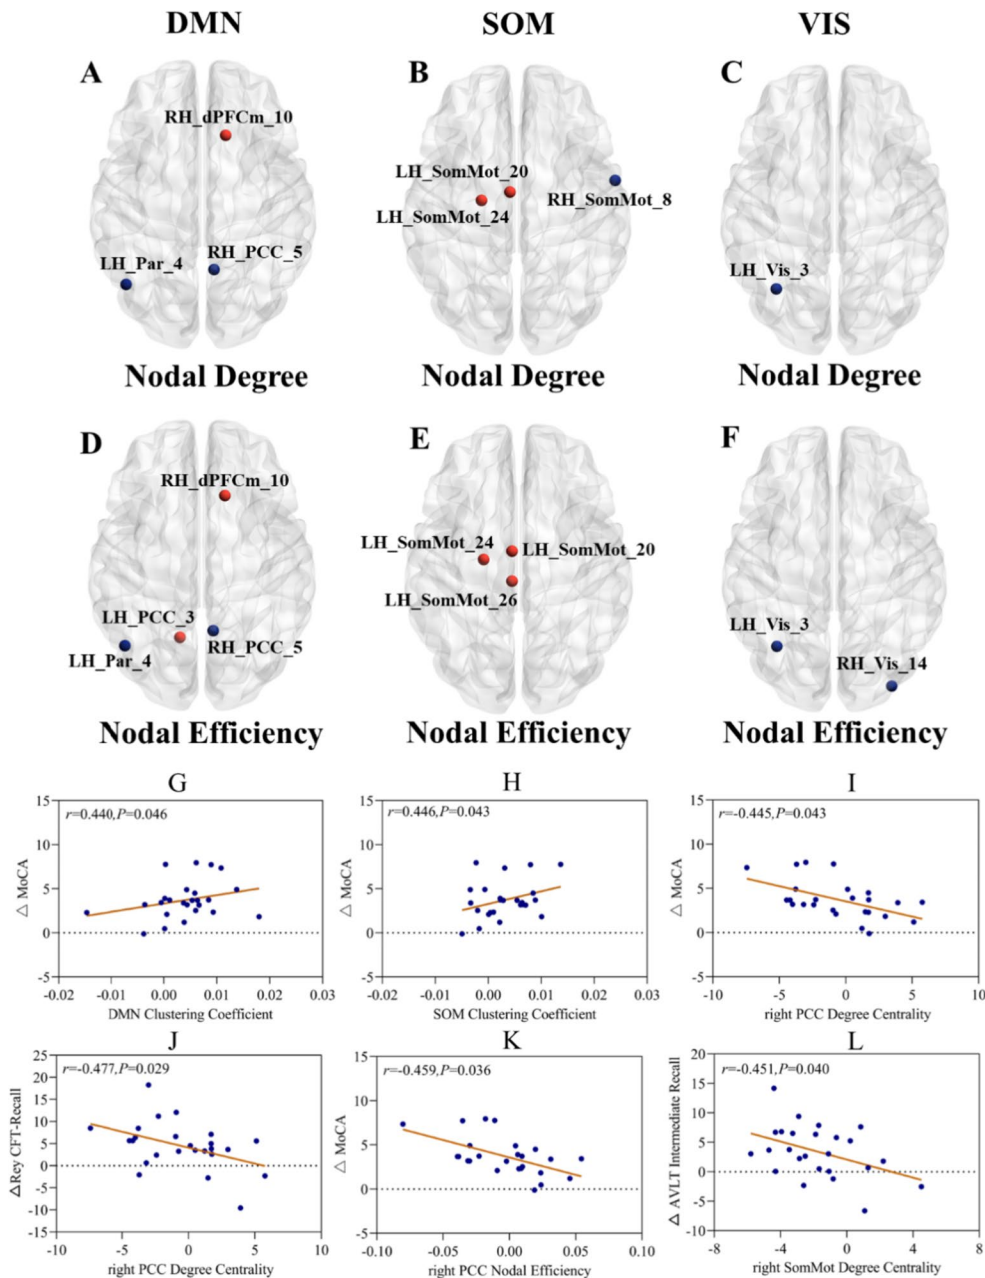 DMN SOM VIS
A B C
RH_dPFCm_10
LH_SomMot_20
RH_SomMot_8
LH_SomMot_24
LH_Par_4
RH_PCC_5
LH_Vis_3
Nodal Degree Nodal Degree Nodal Degree
D E F
RH_dPFCm_10
LH_SomMot_24
LH_SomMot_20
LH_SomMot_26
LH_PCC_3
RH_PCC_5
LH_Par_4
LH_Vis_3
RH_Vis_14
Nodal Efficiency Nodal Efficiency Nodal Efficiency
G
r=0.440,P=0.046
△ MoCA
15
10
5
0
-5
-0.02 -0.01 0.00 0.01 0.02 0.03
DMN Clustering Coefficient
H
r=0.446,P=0.043
△ MoCA
15
10
5
0
-5
-0.02 -0.01 0.00 0.01 0.02 0.03
SOM Clustering Coefficient
I
r=-0.445,P=0.043
△ MoCA
15
10
5
0
-5
-10 -5 0 5 10
right PCC Degree Centrality
J
r=-0.477,P=0.029
△Rey CFT-Recall
25
20
15
10
5
0
-5
-10
-15
-10 -5 0 5 10
right PCC Degree Centrality
K
r=-0.459,P=0.036
△ MoCA
15
10
5
0
-5
-0.10 -0.05 0.00 0.05 0.10
right PCC Nodal Efficiency
L
r=-0.451,P=0.040
△ AVLT Intermediate Recall
20
15
10
5
0
-5
-10
-8 -4 0 4 8
right SomMot Degree Centrality